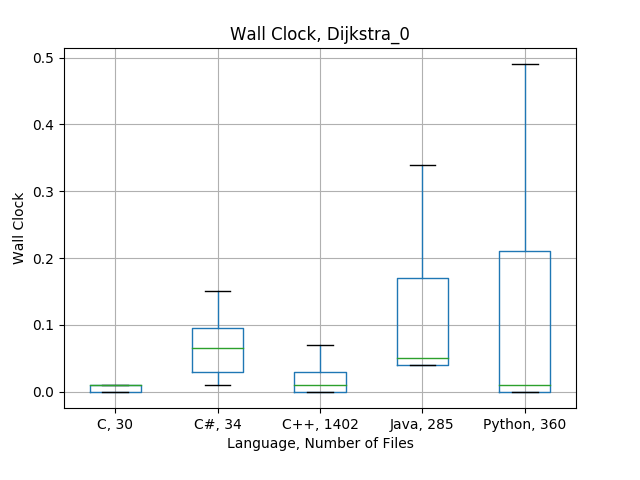 Wall Clock, Dijkstra_0
0.5
0.4
0.3
0.2
0.1
0.0
Wall Clock
C, 30
C#, 34
C++, 1402
Java, 285
Python, 360
Language, Number of Files